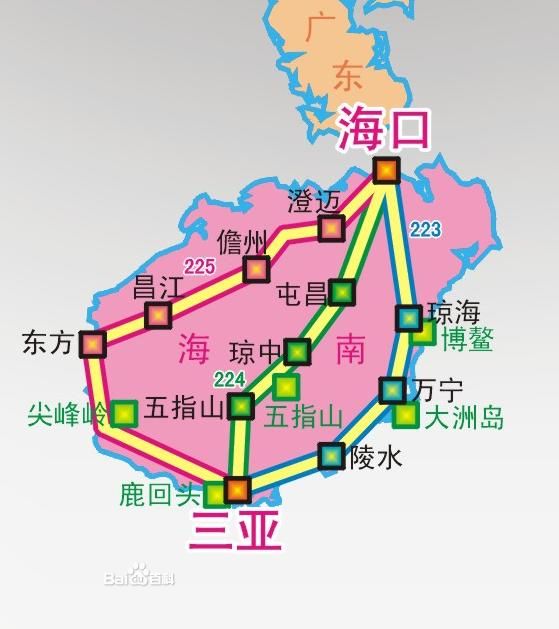 广
东
海口
澄迈
223
儋州
225
昌江
屯昌
琼海
东方
海
琼中
南
博鳌
224
万宁
尖峰岭
五指山
五指山
大洲岛
陵水
鹿回头
三亚
Bai百科